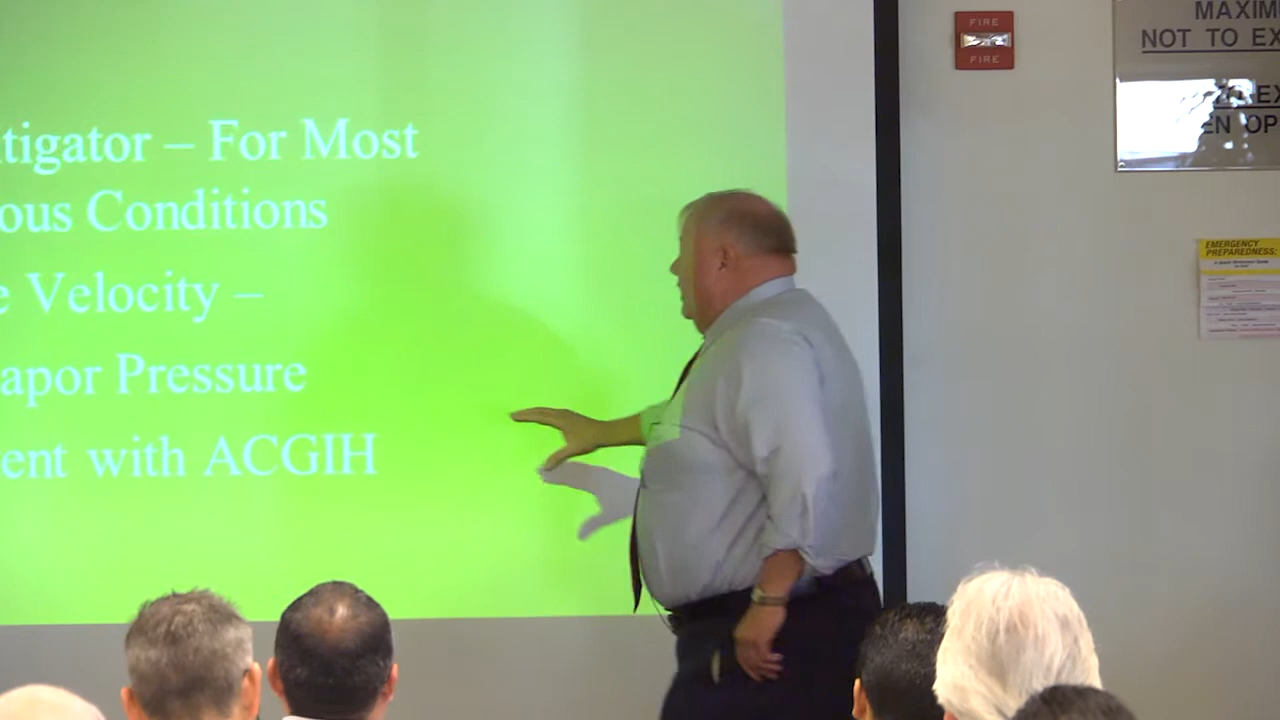 tigator – For Most
ous Conditions
e Velocity –
apor Pressure
ent with ACGIH
FIRE
FIRE
MAXIM
NOT TO EX
EX
EN OP
EMERGENCY
PREPAREDNESS: